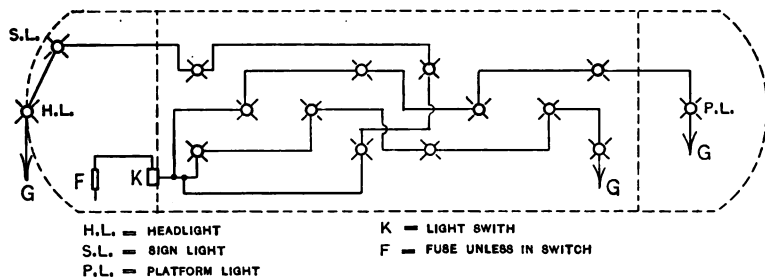 S.L.
H.L.
P.L.
F
K
G
G
G
H.L. = HEADLIGHT
S.L. = SIGN LIGHT
P.L. = PLATFORM LIGHT
K = LIGHT SWITH
F = FUSE UNLESS IN SWITCH